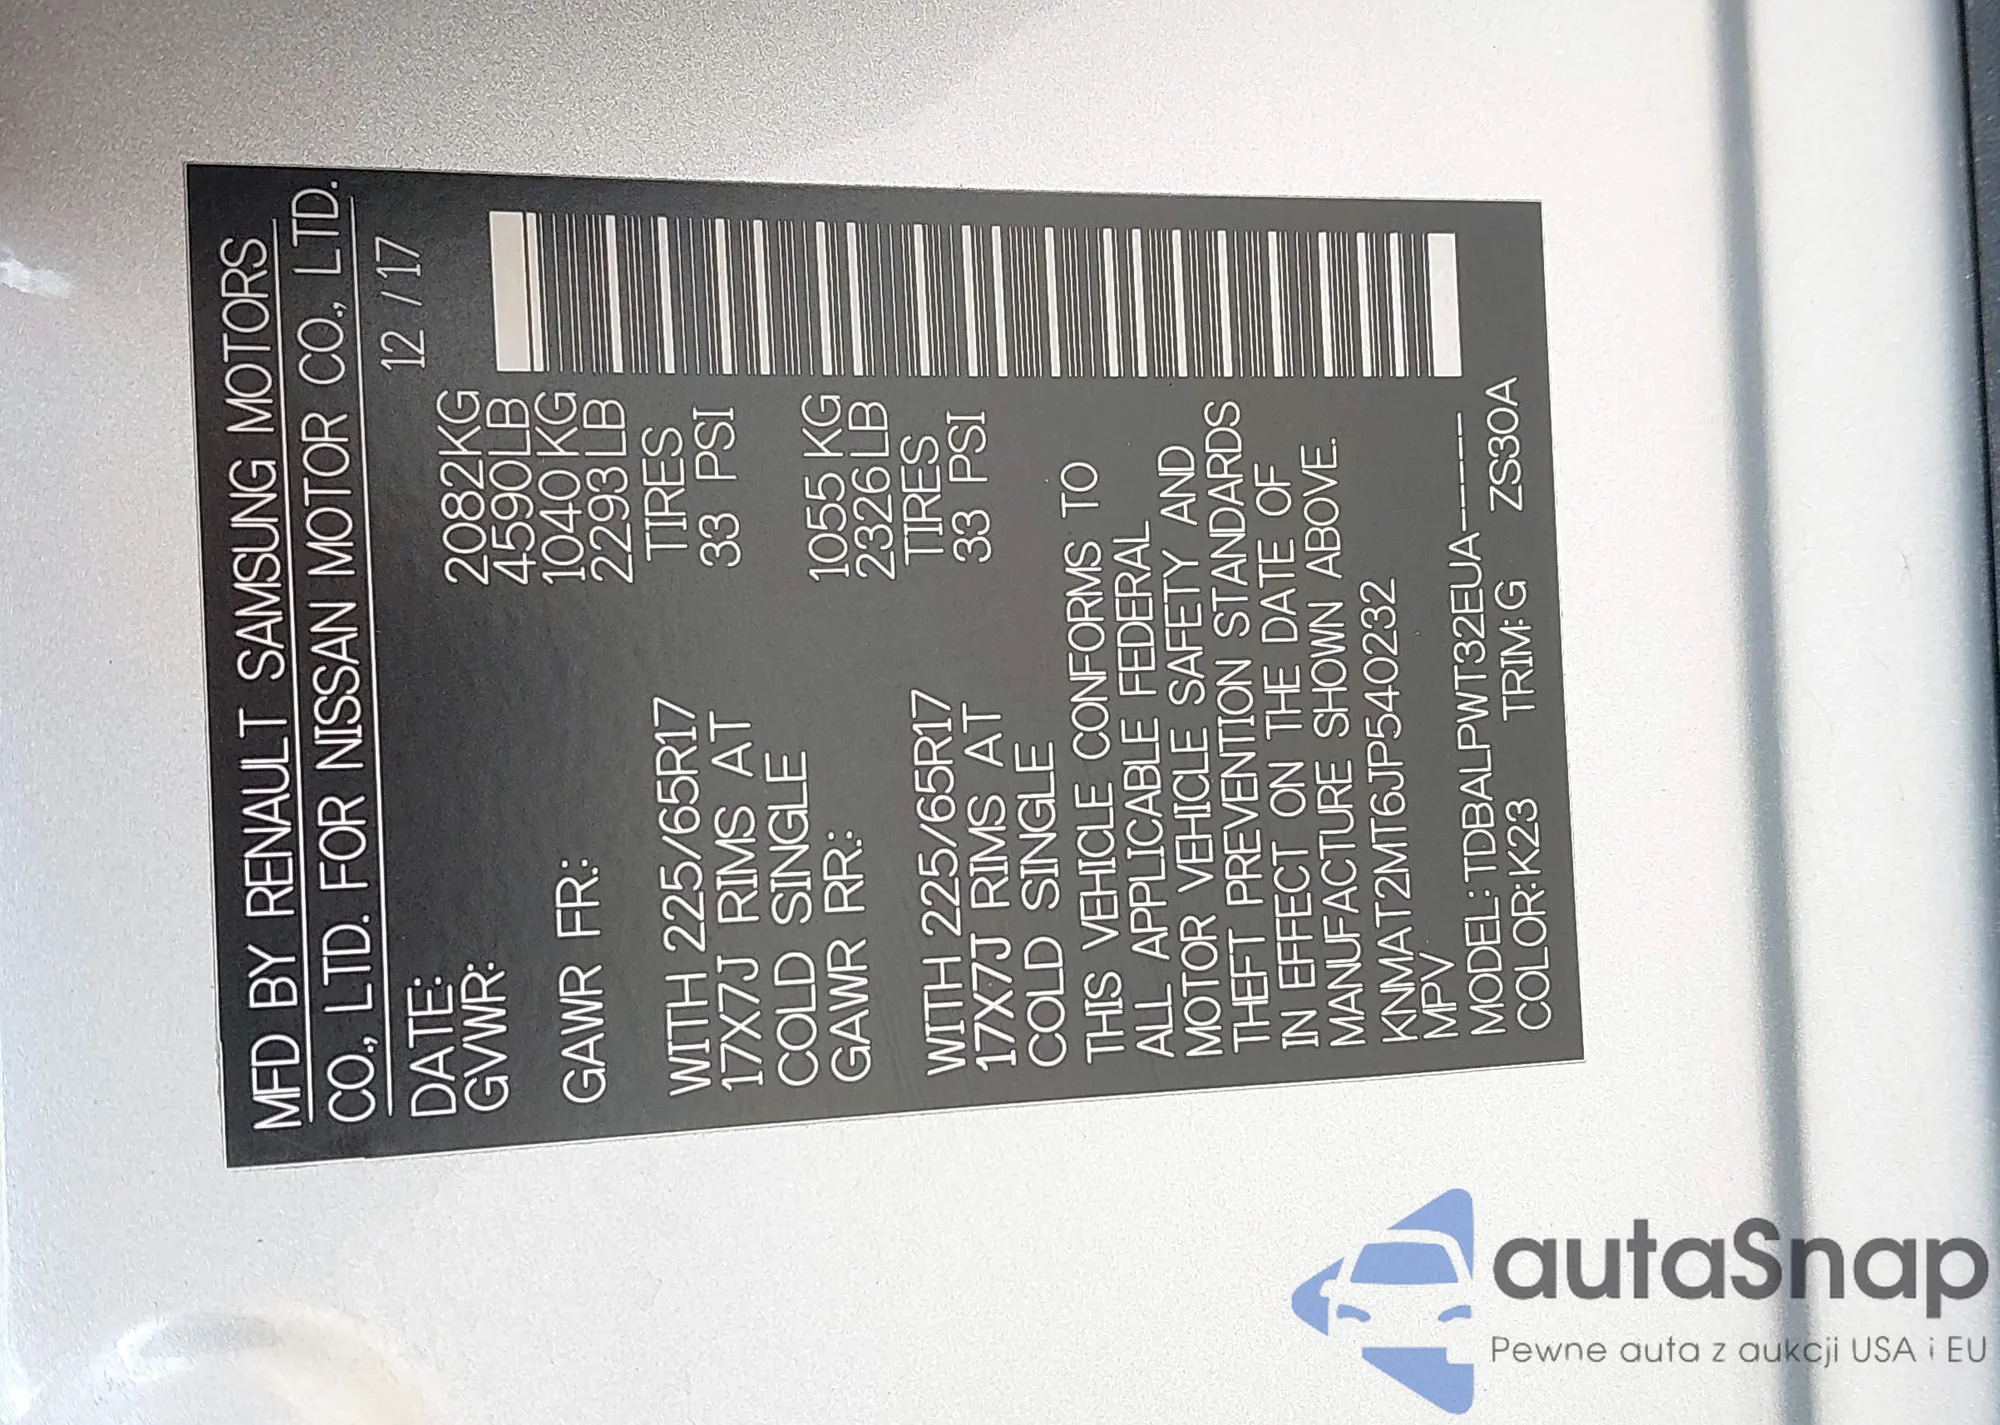 MFD BY RENAULT SAMSUNG MOTORS
CO., LTD. FOR NISSAN MOTOR CO., LTD.
DATE: 12 /17
GVWR: 2082KG
4590LB
GAWR FR: 1040KG
2293LB
WITH 225/65R17 TIRES
17X7J RIMS AT 33 PSI
COLD SINGLE
GAWR RR: 1055KG
2326LB
WITH 225/65R17 TIRES
17X7J RIMS AT 33 PSI
COLD SINGLE
THIS VEHICLE CONFORMS TO
ALL APPLICABLE FEDERAL
MOTOR VEHICLE SAFETY AND
THEFT PREVENTION STANDARDS
IN EFFECT ON THE DATE OF
MANUFACTURE SHOWN ABOVE.
KNMAT2MT6JP540232
MPV
MODEL:TDBALPWT32EUA-----
COLOR:K23 TRIM:G ZS30A
autaSnap
Pewne auta z aukcji USA i EU